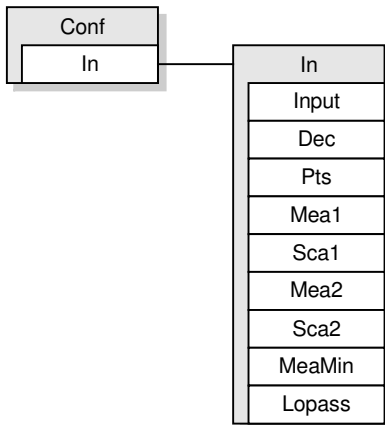 Conf
In
In
Input
Dec
Pts
Mea1
Sca1
Mea2
Sca2
MeaMin
Lopass